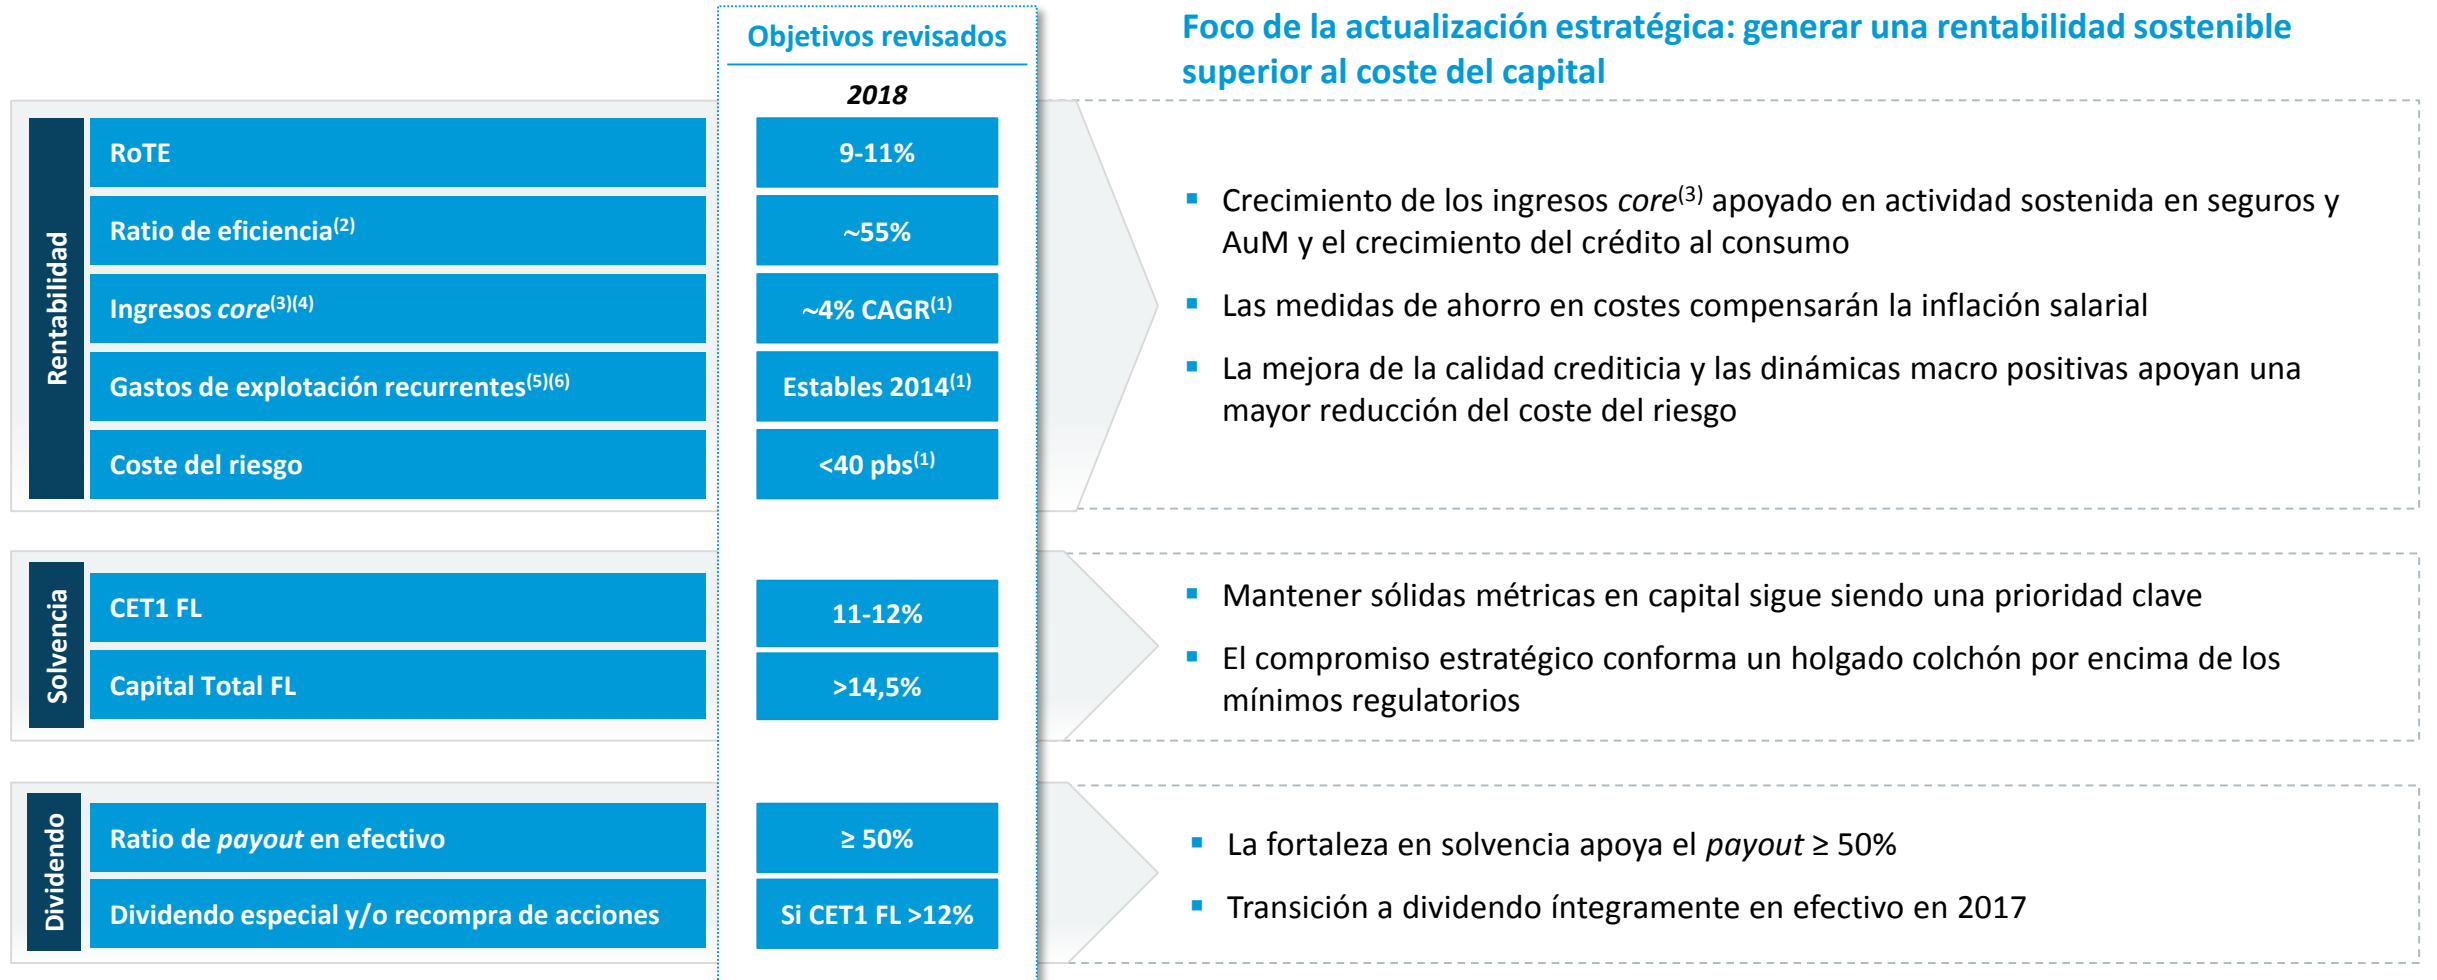 Objetivos revisados
2018
Foco de la actualización estratégica: generar una rentabilidad sostenible
superior al coste del capital
Rentabilidad
RoTE
9-11%
Ratio de eficiencia(2)
~55%
Ingresos core(3)(4)
~4% CAGR(1)
Gastos de explotación recurrentes(5)(6)
Estables 2014(1)
Coste del riesgo
<40 pbs(1)
▪ Crecimiento de los ingresos core(3) apoyado en actividad sostenida en seguros y
AuM y el crecimiento del crédito al consumo
▪ Las medidas de ahorro en costes compensarán la inflación salarial
▪ La mejora de la calidad crediticia y las dinámicas macro positivas apoyan una
mayor reducción del coste del riesgo
Solvencia
CET1 FL
11-12%
Capital Total FL
>14,5%
▪ Mantener sólidas métricas en capital sigue siendo una prioridad clave
▪ El compromiso estratégico conforma un holgado colchón por encima de los
mínimos regulatorios
Dividendo
Ratio de payout en efectivo
≥ 50%
Dividendo especial y/o recompra de acciones
Si CET1 FL >12%
▪ La fortaleza en solvencia apoya el payout ≥ 50%
▪ Transición a dividendo íntegramente en efectivo en 2017